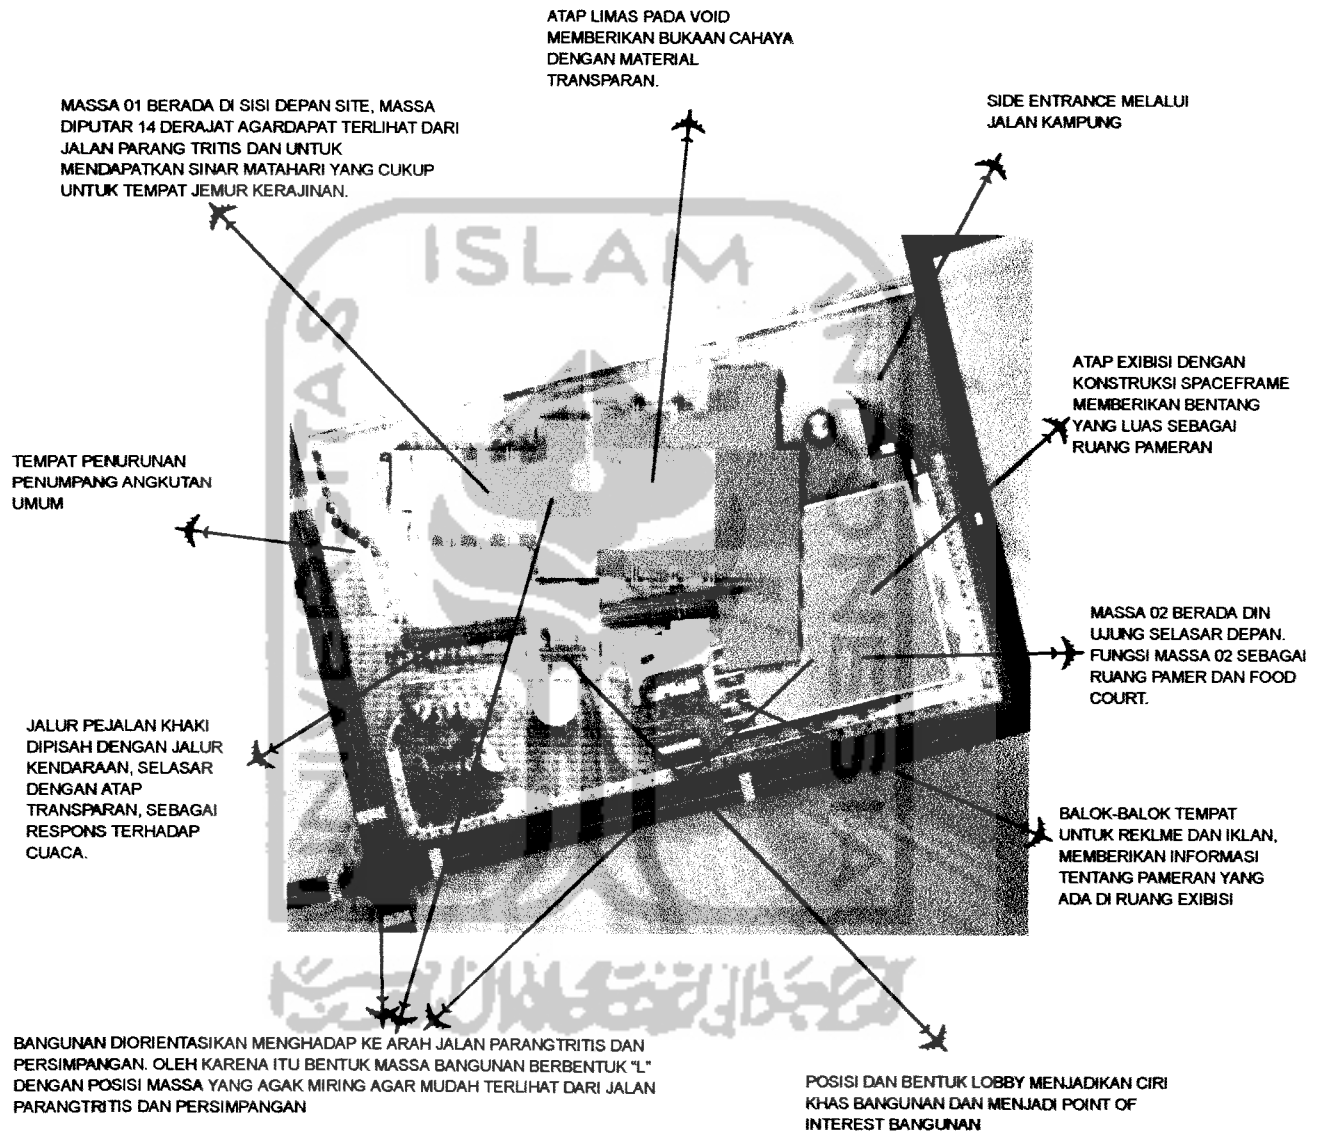 ATAP LIMAS PADA VOID
MEMBERIKAN BUKAAN CAHAYA
DENGAN MATERIAL
TRANSPARAN.
MASSA 01 BERADA DI SISI DEPAN SITE, MASSA
DIPUTAR 14 DERAJAT AGARDAPAT TERLIHAT DARI
JALAN PARANG TRITIS DAN UNTUK
MENDAPATKAN SINAR MATAHARI YANG CUKUP
UNTUK TEMPAT JEMUR KERAJINAN.
SIDE ENTRANCE MELALUI
JALAN KAMPUNG
ISLAM
UNIVERSITAS
INDONESIA
ATAP EXIBISI DENGAN
KONSTRUKSI SPACEFRAME
MEMBERIKAN BENTANG
YANG LUAS SEBAGAI
RUANG PAMERAN
TEMPAT PENURUNAN
PENUMPANG ANGKUTAN
UMUM
MASSA 02 BERADA DIN
UJUNG SELASAR DEPAN.
FUNGSI MASSA 02 SEBAGAI
RUANG PAMER DAN FOOD
COURT.
JALUR PEJALAN KHAKI
DIPISAH DENGAN JALUR
KENDARAAN, SELASAR
DENGAN ATAP
TRANSPARAN, SEBAGAI
RESPONS TERHADAP
CUACA.
BALOK-BALOK TEMPAT
UNTUK REKLME DAN IKLAN,
MEMBERIKAN INFORMASI
TENTANG PAMERAN YANG
ADA DI RUANG EXIBISI
BANGUNAN DIORIENTASIKAN MENGHADAP KE ARAH JALAN PARANGTRITIS DAN
PERSIMPANGAN. OLEH KARENA ITU BENTUK MASSA BANGUNAN BERBENTUK "L"
DENGAN POSISI MASSA YANG AGAK MIRING AGAR MUDAH TERLIHAT DARI JALAN
PARANGTRITIS DAN PERSIMPANGAN
POSISI DAN BENTUK LOBBY MENJADIKAN CIRI
KHAS BANGUNAN DAN MENJADI POINT OF
INTEREST BANGUNAN